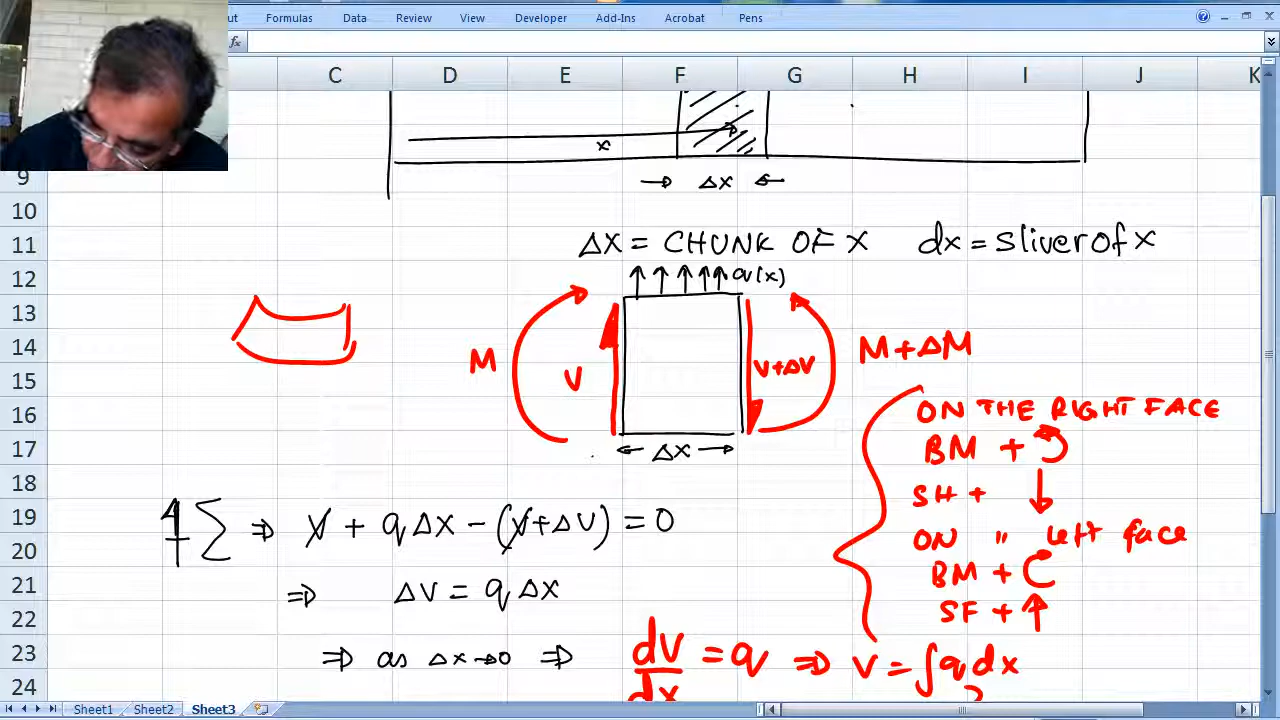 ut Formulas Data Review View Developer Add-Ins Acrobat Pens
fx
C D E F G H I J K
x
9
→ Δx ←
10
11 ΔX = CHUNK OF X dx = sliver of X
12 q(x)
13
14 M V V+ΔV M+ΔM
15
16 ON THE RIGHT FACE
17 ← Δx → BM +
18 SH + ↓
19 ↑ + Σ ⇒ V + qΔx - (V+ΔV) = 0
20 ON " left face
BM +
21 ⇒ ΔV = q Δx
22 SF + ↑
23 ⇒ as Δx→0 ⇒ dV/dx = q ⇒ V = ∫q dx
24
Sheet1 Sheet2 Sheet3